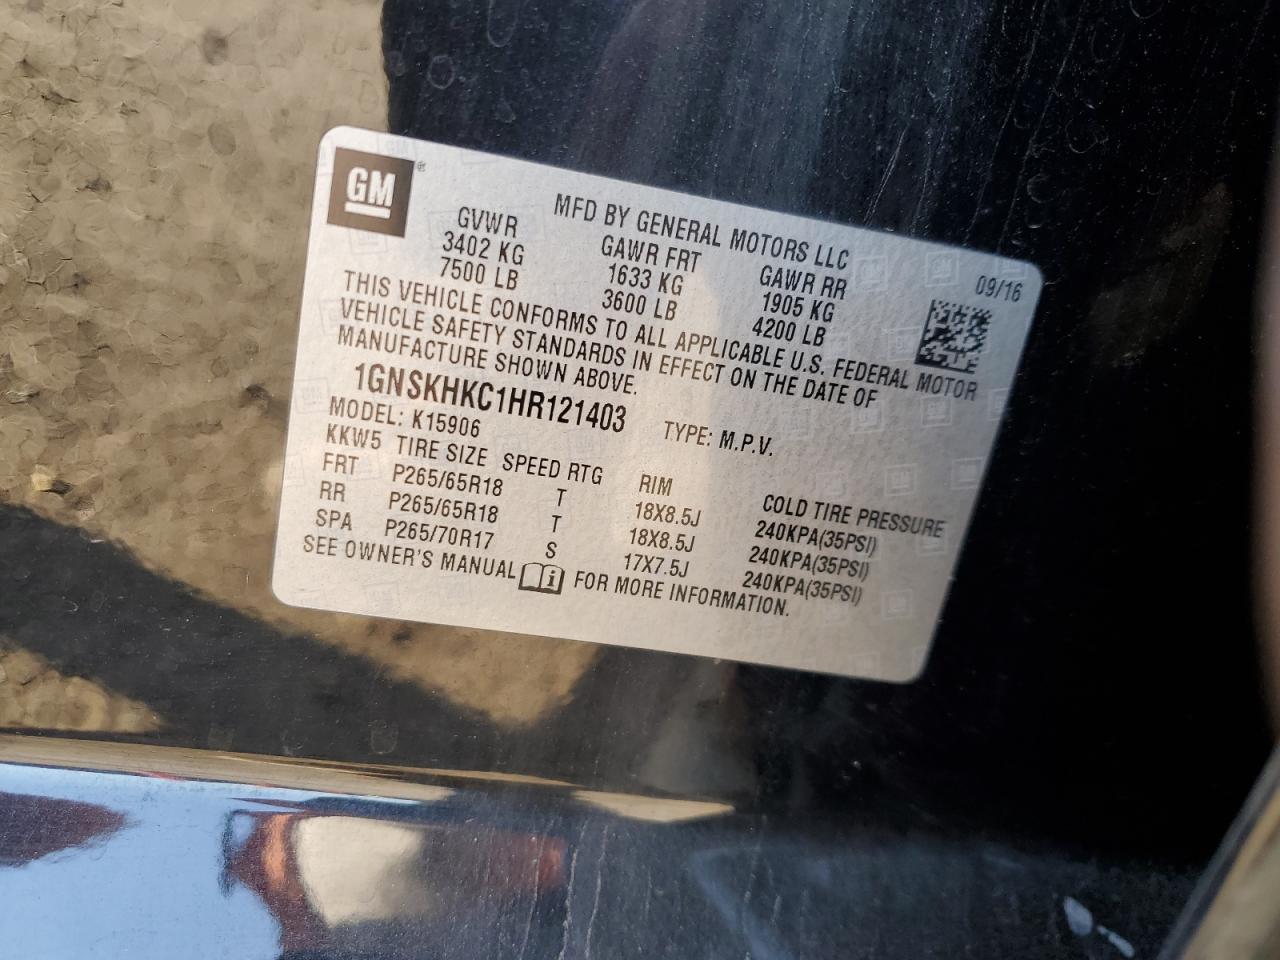 GM ®
MFD BY GENERAL MOTORS LLC
GVWR GAWR FRT GAWR RR 09/16
3402 KG 1633 KG 1905 KG
7500 LB 3600 LB 4200 LB
THIS VEHICLE CONFORMS TO ALL APPLICABLE U.S. FEDERAL MOTOR
VEHICLE SAFETY STANDARDS IN EFFECT ON THE DATE OF
MANUFACTURE SHOWN ABOVE.
1GNSKHKC1HR121403 TYPE: M.P.V.
MODEL: K15906
KKW5 TIRE SIZE SPEED RTG RIM COLD TIRE PRESSURE
FRT P265/65R18 T 18X8.5J 240KPA(35PSI)
RR P265/65R18 T 18X8.5J 240KPA(35PSI)
SPA P265/70R17 S 17X7.5J 240KPA(35PSI)
SEE OWNER'S MANUAL i FOR MORE INFORMATION.